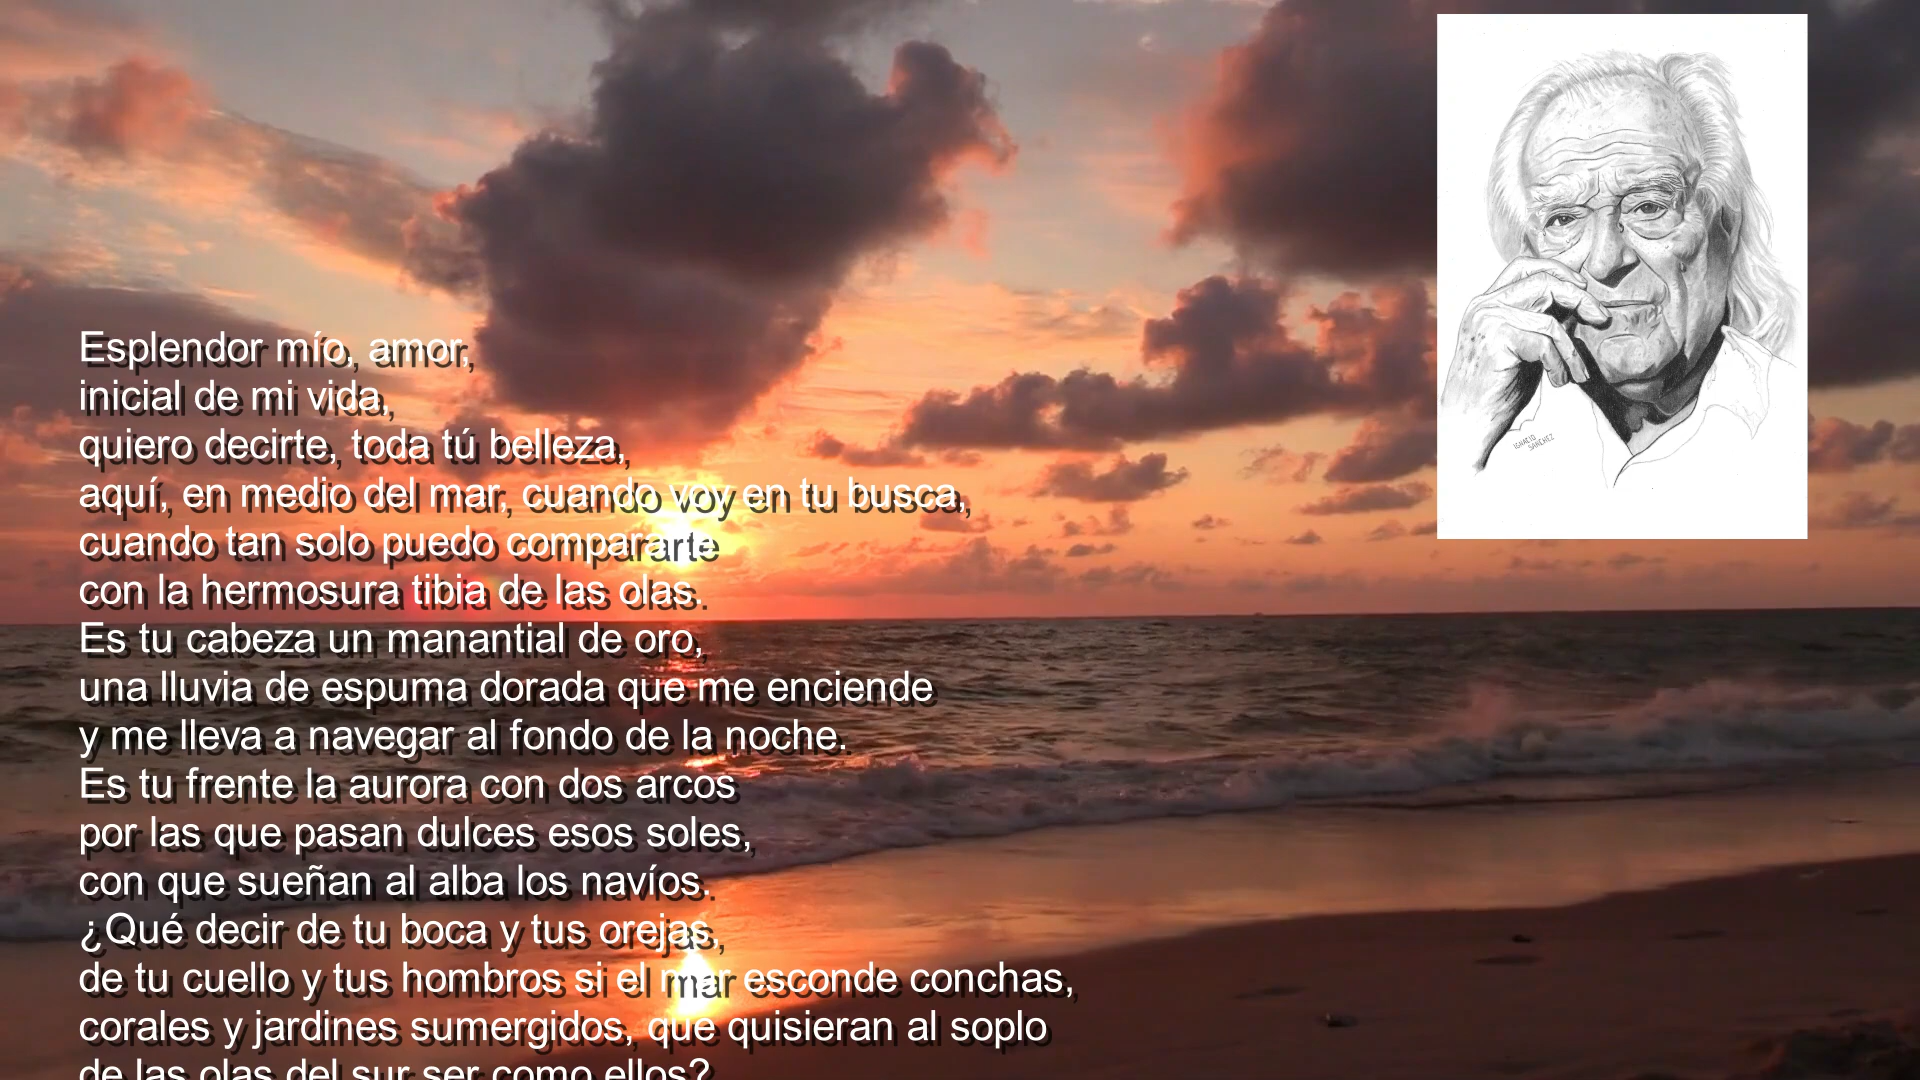 Esplendor mío, amor,
inicial de mi vida,
quiero decirte, toda tú belleza,
aquí, en medio del mar, cuando voy en tu busca,
cuando tan solo puedo compararte
con la hermosura tibia de las olas.
Es tu cabeza un manantial de oro,
una lluvia de espuma dorada que me enciende
y me lleva a navegar al fondo de la noche.
Es tu frente la aurora con dos arcos
por las que pasan dulces esos soles,
con que sueñan al alba los navíos.
¿Qué decir de tu boca y tus orejas,
de tu cuello y tus hombros si el mar esconde conchas,
corales y jardines sumergidos, que quisieran al soplo
de las olas del sur ser como ellos?
IGNACIO
SANCHEZ